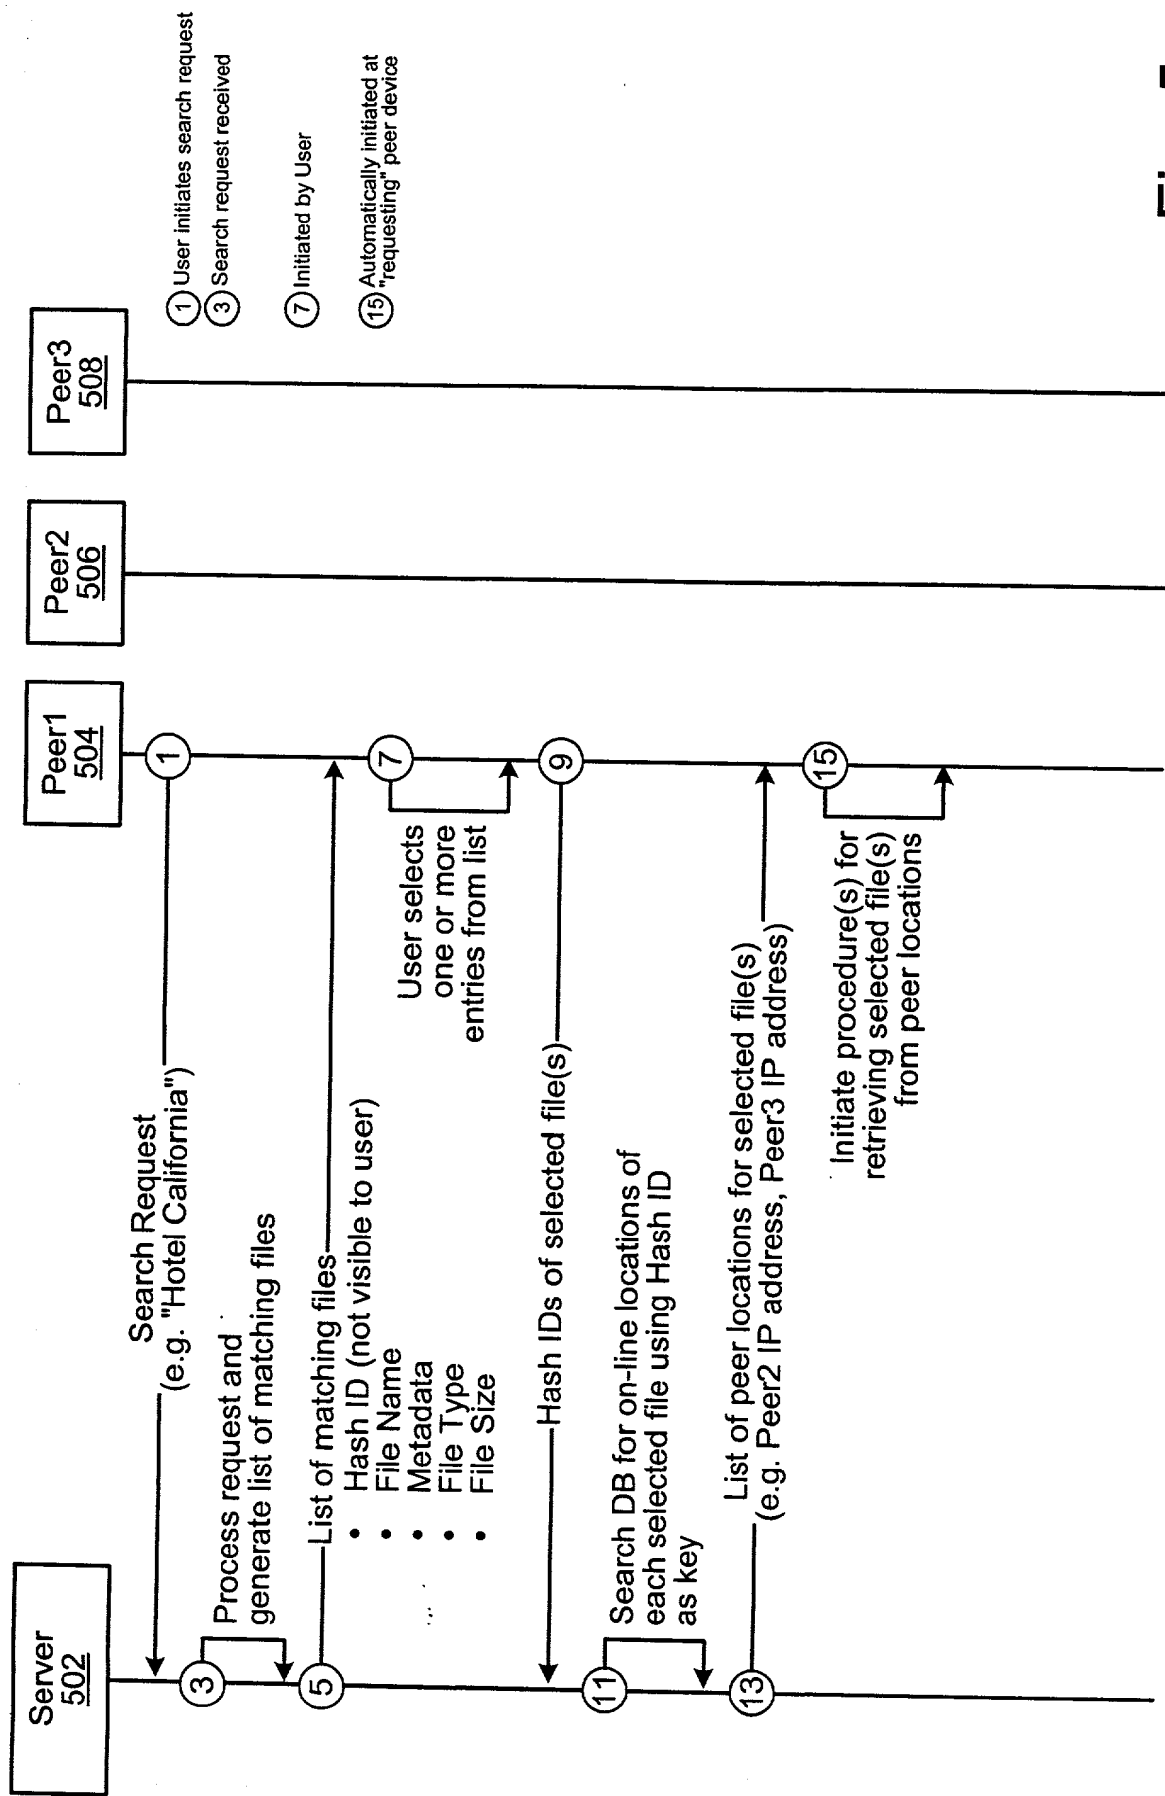 Server
502
Peer1
504
Peer2
506
Peer3
508
1
Search Request
(e.g. "Hotel California")
3
Process request and
generate list of matching files
5
List of matching files
• Hash ID (not visible to user)
• File Name
• Metadata
• File Type
• File Size
7
User selects
one or more
entries from list
9
Hash IDs of selected file(s)
11
Search DB for on-line locations of
each selected file using Hash ID
as key
13
List of peer locations for selected file(s)
(e.g. Peer2 IP address, Peer3 IP address)
15
Initiate procedure(s) for
retrieving selected file(s)
from peer locations
1 User initiates search request
3 Search request received
7 Initiated by User
15 Automatically initiated at
"requesting" peer device